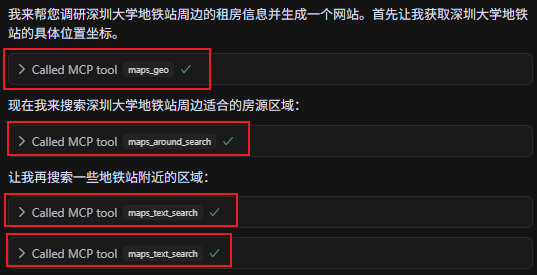 我来帮您调研深圳大学地铁站周边的租房信息并生成一个网站。首先让我获取深圳大学地铁
站的具体位置坐标。
Called MCP tool maps_geo
现在我来搜索深圳大学地铁站周边适合的房源区域：
Called MCP tool maps_around_search
让我再搜索一些地铁站附近的区域：
Called MCP tool maps_text_search
Called MCP tool maps_text_search